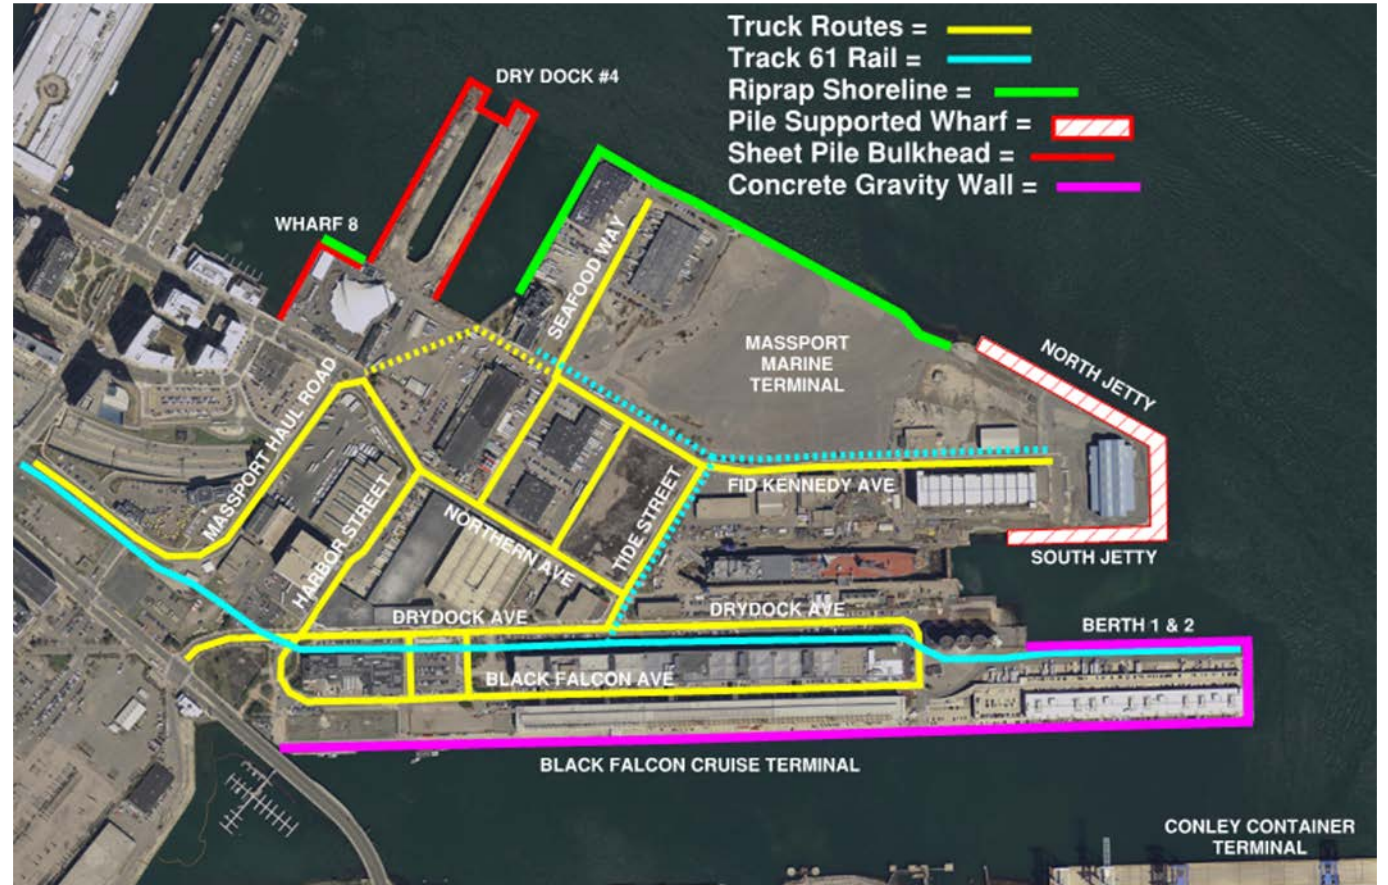 Truck Routes =
Track 61 Rail =
Riprap Shoreline =
Pile Supported Wharf =
Sheet Pile Bulkhead =
Concrete Gravity Wall =
DRY DOCK #4
WHARF 8
SEAFOOD WAY
MASSPORT
MARINE
TERMINAL
NORTH JETTY
MASSPORT HAUL ROAD
HARBOR STREET
NORTHERN AVE
TIDE STREET
FID KENNEDY AVE
SOUTH JETTY
DRYDOCK AVE
DRYDOCK AVE
BERTH 1 & 2
BLACK FALCON AVE
BLACK FALCON CRUISE TERMINAL
CONLEY CONTAINER
TERMINAL